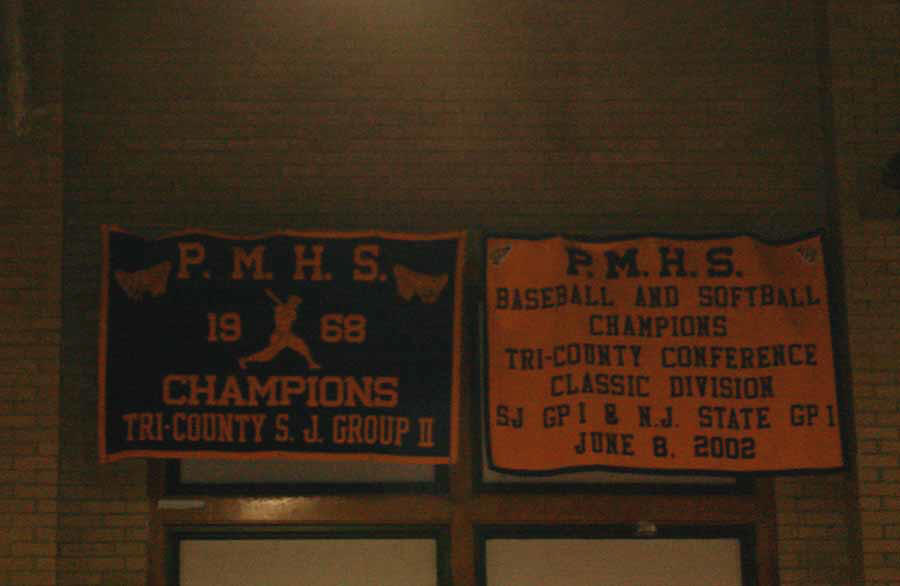 P. M. H. S.
19 68
CHAMPIONS
TRI-COUNTY S. J. GROUP II
P. M. H. S.
BASEBALL AND SOFTBALL
CHAMPIONS
TRI-COUNTY CONFERENCE
CLASSIC DIVISION
SJ GP I & N.J. STATE GP I
JUNE 8, 2002